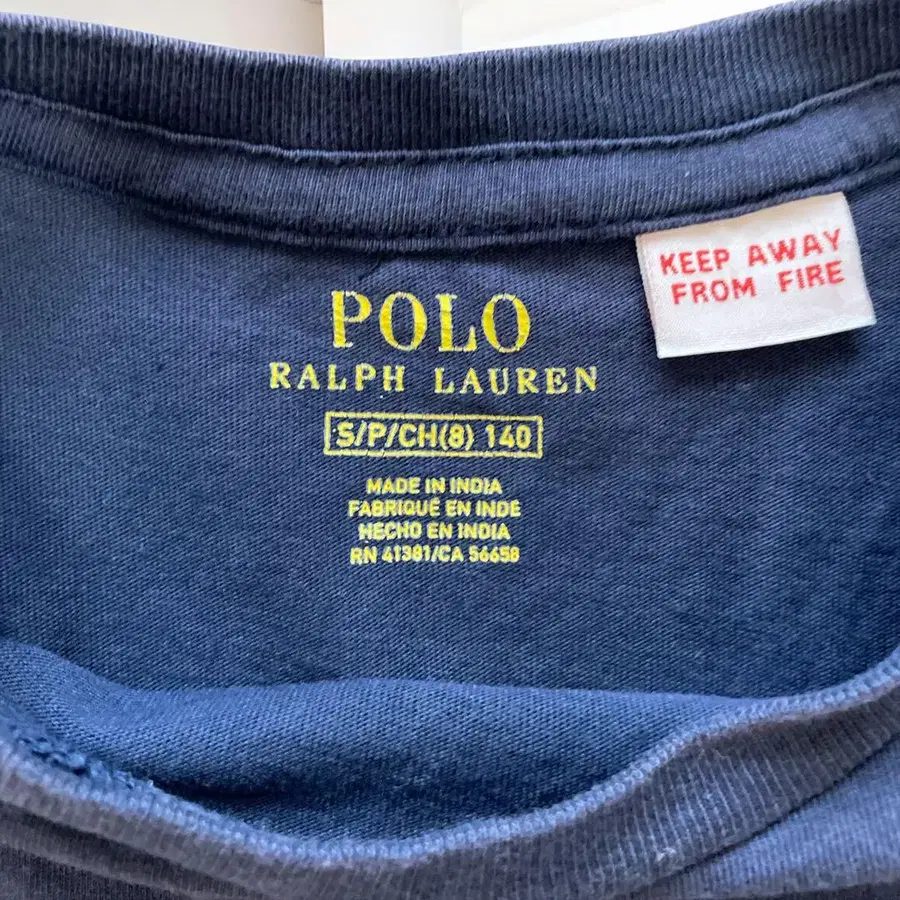 POLO
RALPH LAUREN
S/P/CH(8) 140
MADE IN INDIA
FABRIQUÉ EN INDE
HECHO EN INDIA
RN 41381/CA 56658
KEEP AWAY
FROM FIRE